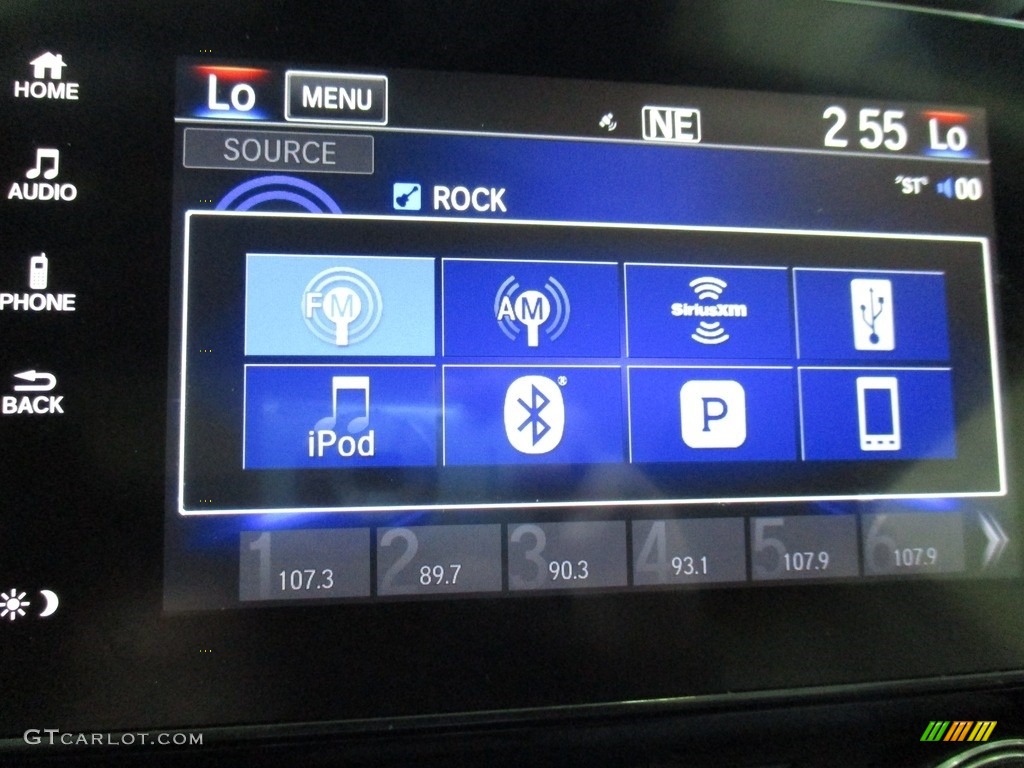 HOME
AUDIO
PHONE
BACK
Lo
MENU
NE
2 55
Lo
SOURCE
ROCK
"ST"
00
FM
AM
SiriusXM
iPod
®
P
1 107.3
2 89.7
3 90.3
4 93.1
5 107.9
6 107.9
GTCARLOT.COM